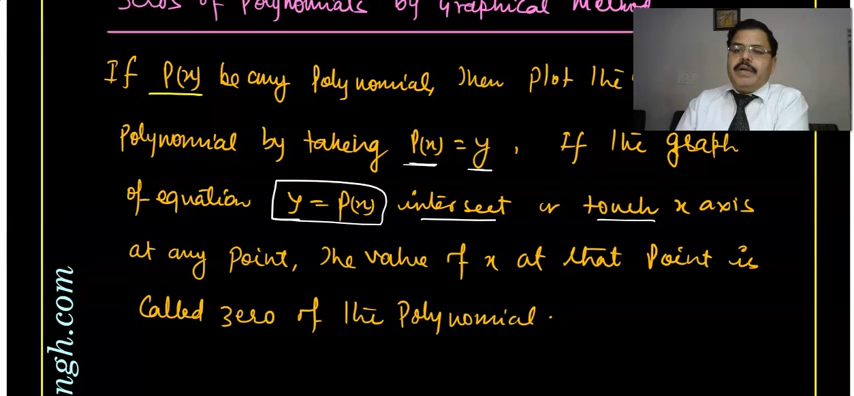 Zeros of Polynomials by Graphical Method
If P(x) be any Polynomial, then plot the
Polynomial by takeing P(x) = y , If the graph
of equation y = P(x) intersect or touch x axis
at any point, the value of x at that Point is
Called zero of the Polynomial .
ngh.com